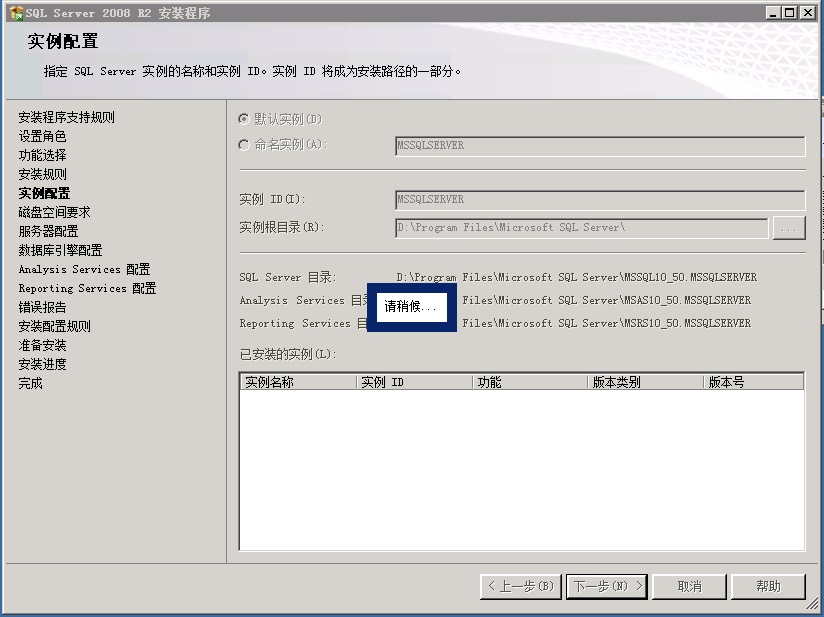 SQL Server 2008 R2 安装程序
实例配置
指定 SQL Server 实例的名称和实例 ID。实例 ID 将成为安装路径的一部分。
安装程序支持规则
设置角色
功能选择
安装规则
实例配置
磁盘空间要求
服务器配置
数据库引擎配置
Analysis Services 配置
Reporting Services 配置
错误报告
安装配置规则
准备安装
安装进度
完成
默认实例(D)
命名实例(A): MSSQLSERVER
实例 ID(I): MSSQLSERVER
实例根目录(R): D:\Program Files\Microsoft SQL Server\ ...
SQL Server 目录: D:\Program Files\Microsoft SQL Server\MSSQL10_50.MSSQLSERVER
Analysis Services 目录 Files\Microsoft SQL Server\MSAS10_50.MSSQLSERVER
请稍候...
Reporting Services 目 Files\Microsoft SQL Server\MSRS10_50.MSSQLSERVER
已安装的实例(L):
实例名称 实例 ID 功能 版本类别 版本号
< 上一步(B) 下一步(N) > 取消 帮助